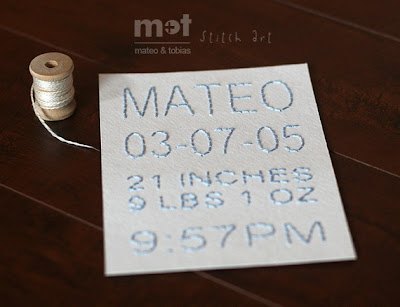 m+t Stitch art
mateo & tobias
MATEO
03-07-05
21 INCHES
9 LBS 1 OZ
9:57PM